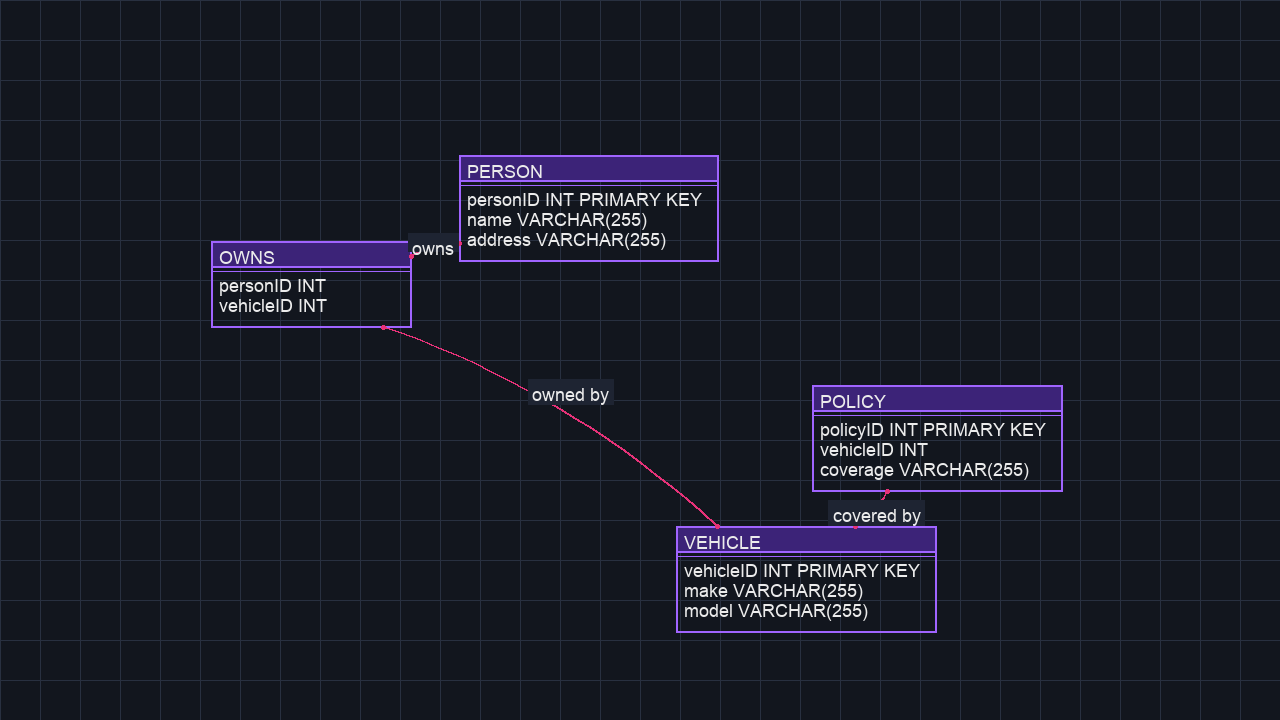 PERSON
personID INT PRIMARY KEY
name VARCHAR(255)
address VARCHAR(255)
owns
OWNS
personID INT
vehicleID INT
owned by
POLICY
policyID INT PRIMARY KEY
vehicleID INT
coverage VARCHAR(255)
covered by
VEHICLE
vehicleID INT PRIMARY KEY
make VARCHAR(255)
model VARCHAR(255)